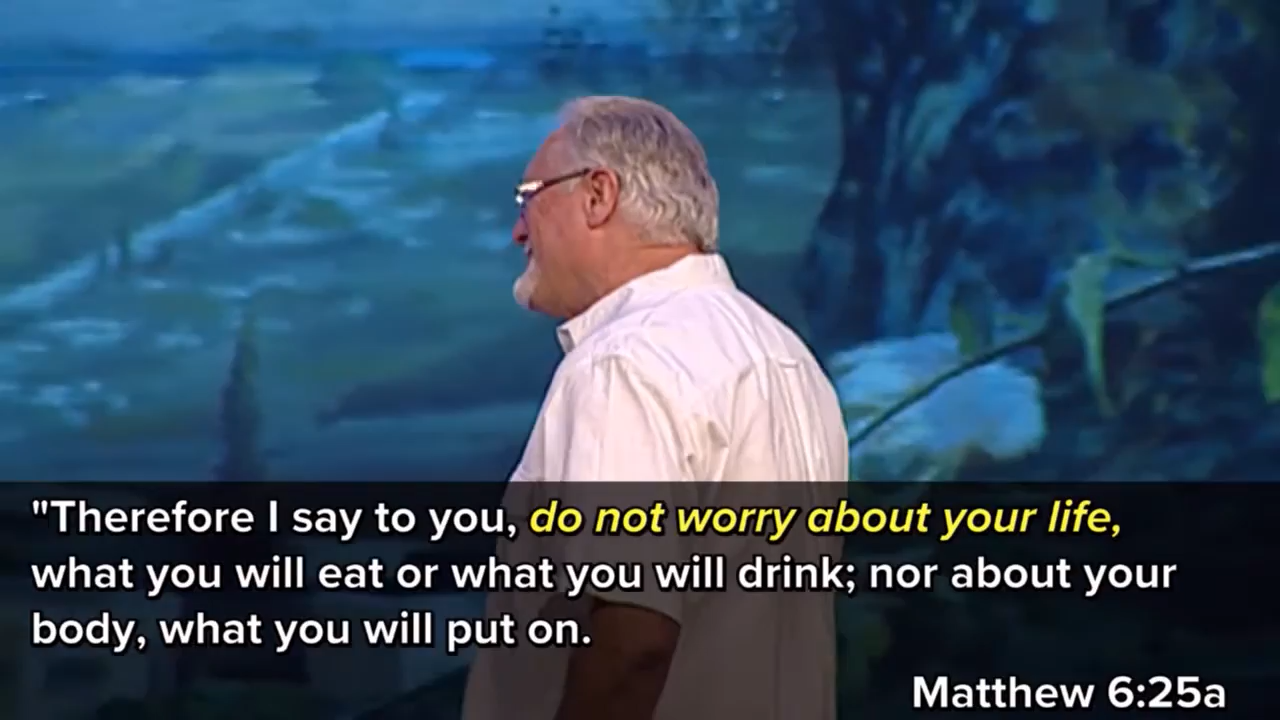 "Therefore I say to you, do not worry about your life,
what you will eat or what you will drink; nor about your
body, what you will put on.
Matthew 6:25a